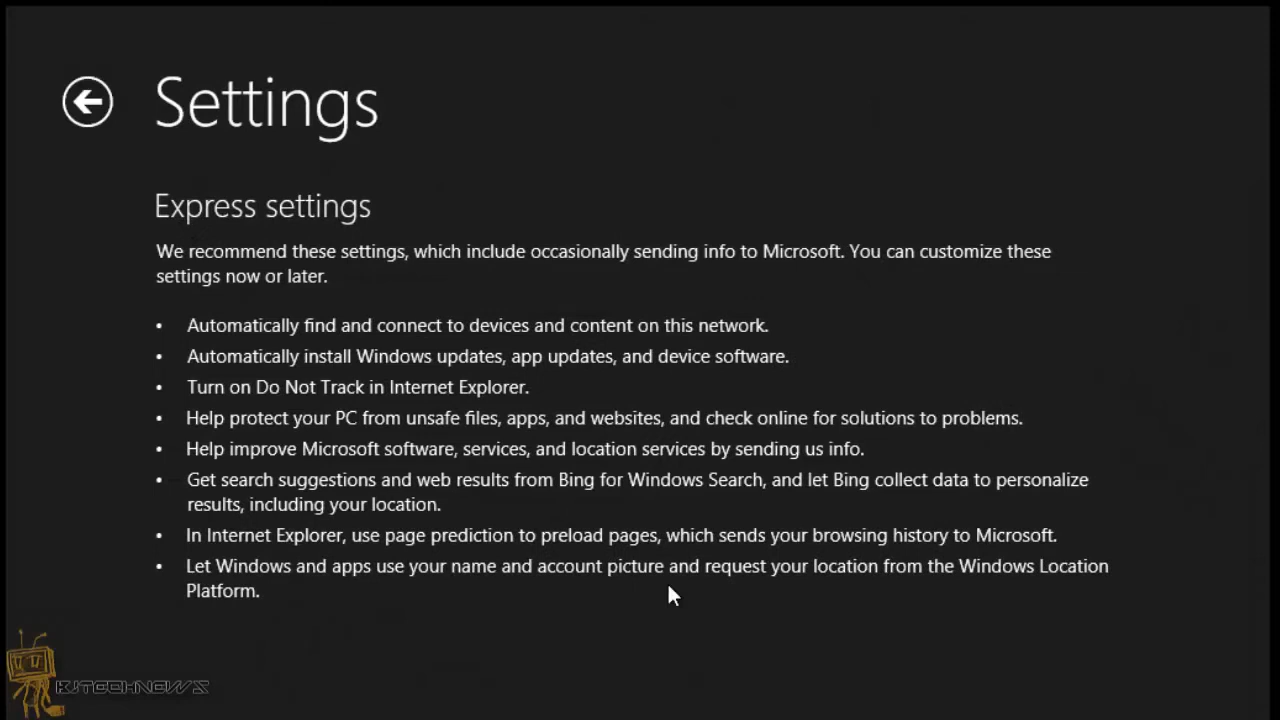 Settings
Express settings
We recommend these settings, which include occasionally sending info to Microsoft. You can customize these
settings now or later.
• Automatically find and connect to devices and content on this network.
• Automatically install Windows updates, app updates, and device software.
• Turn on Do Not Track in Internet Explorer.
• Help protect your PC from unsafe files, apps, and websites, and check online for solutions to problems.
• Help improve Microsoft software, services, and location services by sending us info.
• Get search suggestions and web results from Bing for Windows Search, and let Bing collect data to personalize
results, including your location.
• In Internet Explorer, use page prediction to preload pages, which sends your browsing history to Microsoft.
• Let Windows and apps use your name and account picture and request your location from the Windows Location
Platform.